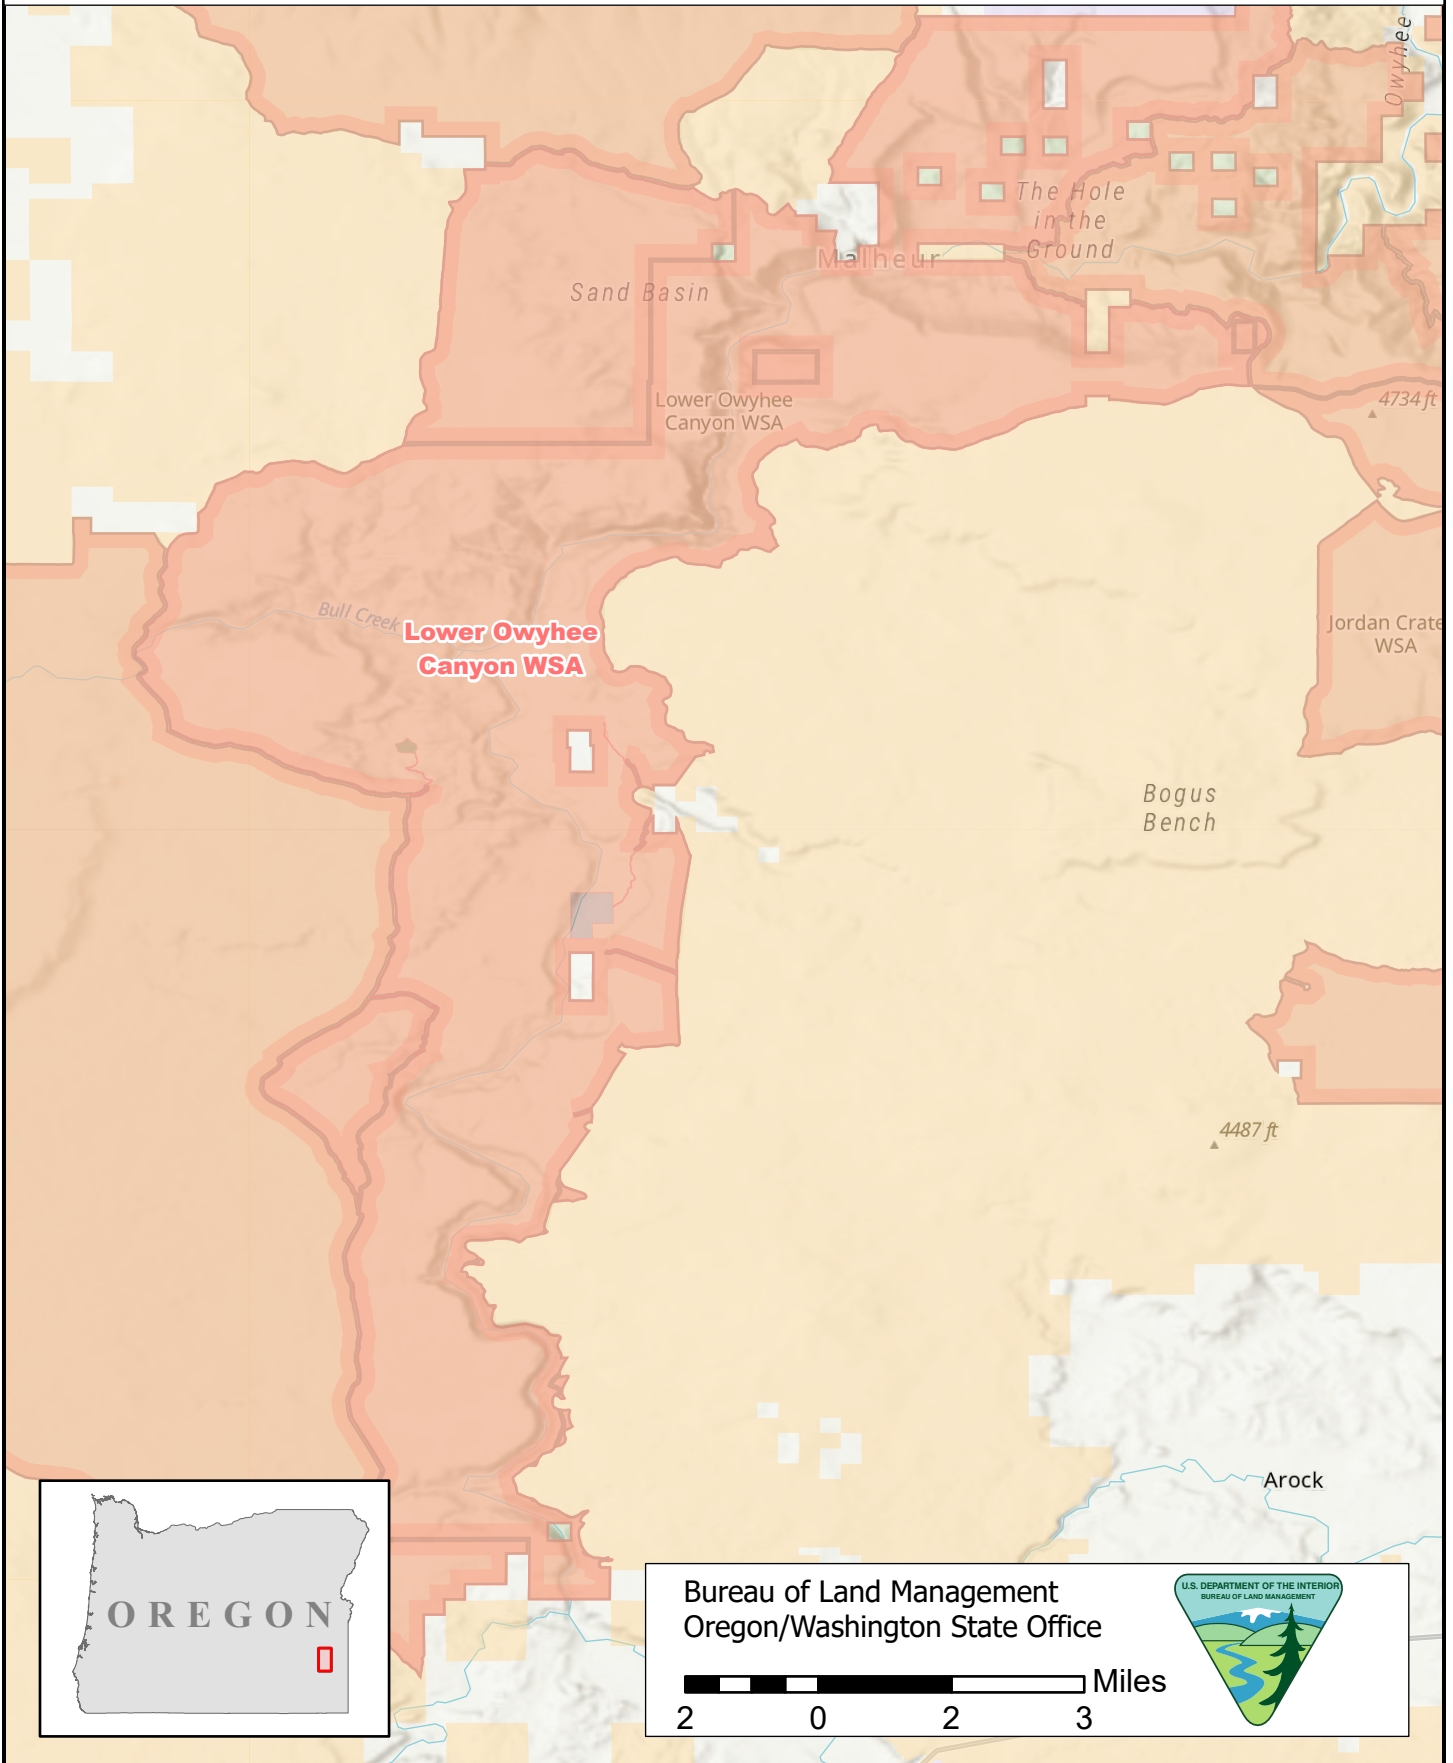 Owyhee
The Hole
in the
Ground
Malheur
Sand Basin
Lower Owyhee
Canyon WSA
4734 ft
Bull Creek
Lower Owyhee
Canyon WSA
Jordan Crate
WSA
Bogus
Bench
4487 ft
Arock
OREGON
Bureau of Land Management
Oregon/Washington State Office
Miles
2 0 2 3
U.S. DEPARTMENT OF THE INTERIOR
BUREAU OF LAND MANAGEMENT